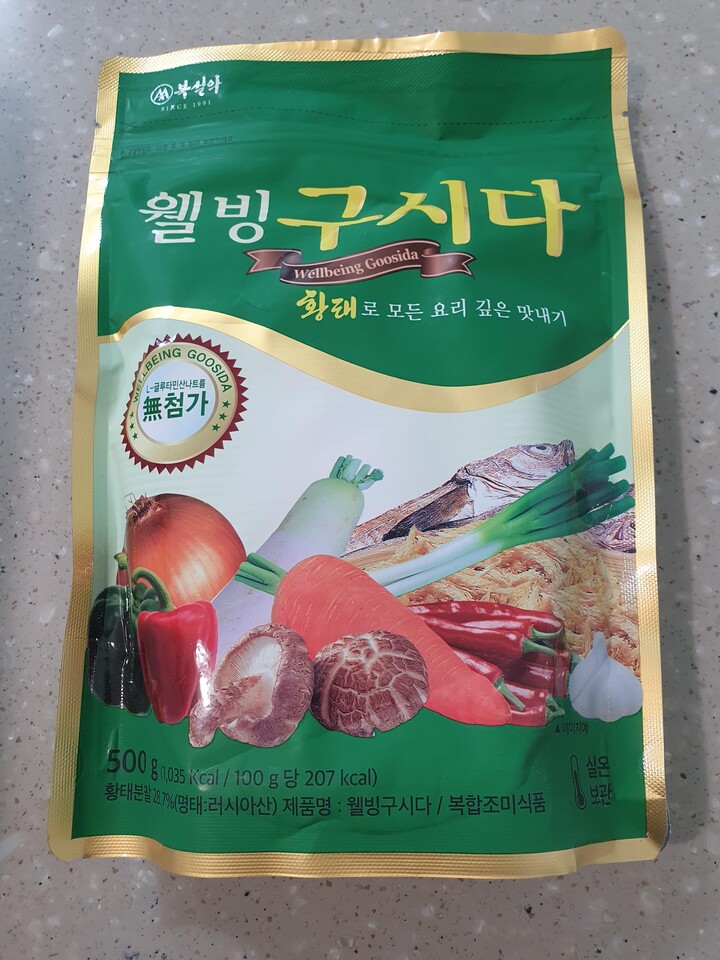 북설악
SINCE 1991
웰빙 구시다
Wellbeing Goosida
황태로 모든 요리 깊은 맛내기
WELLBEING GOOSIDA
L-글루타민산나트륨
無첨가
▲이미지예
500 g (1,035 Kcal / 100 g 당 207 kcal)
황태분말 28.7%(명태:러시아산) 제품명 : 웰빙구시다 / 복합조미식품
실온
보관